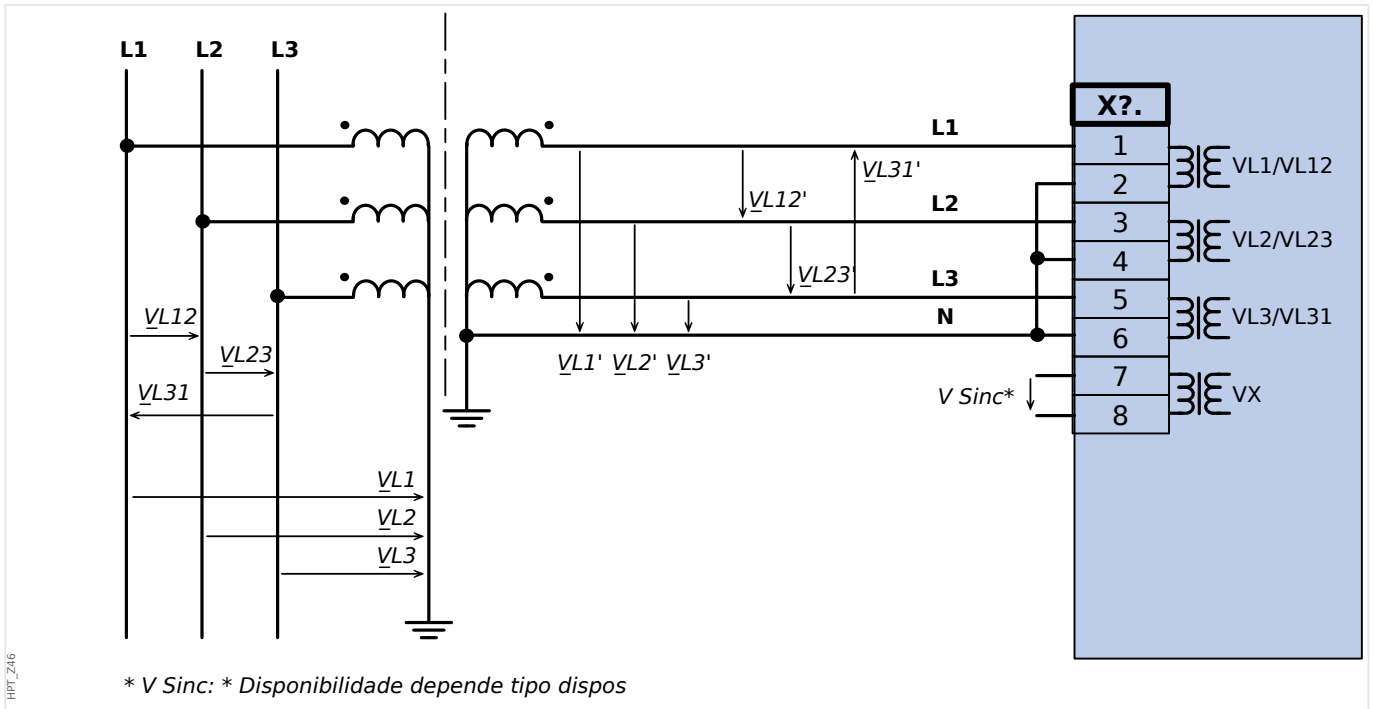 L1 L2 L3
X?.
L1
1
VL31'
VL1/VL12
2
VL12'
L2
3
VL2/VL23
4
VL23'
L3
5
N
VL12
VL3/VL31
6
VL23
VL1' VL2' VL3'
7
VL31
V Sinc*
VX
8
VL1
VL2
VL3
HPT_Z46
* V Sinc: * Disponibilidade depende tipo dispos